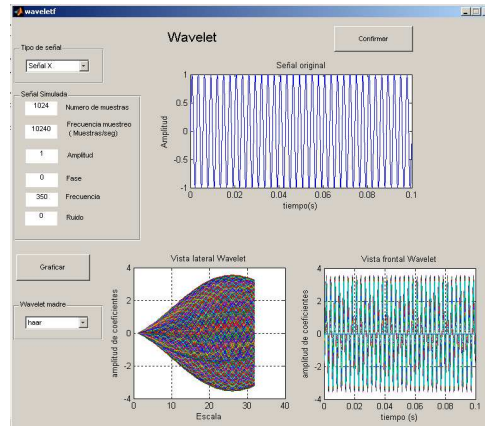 waveletf
Tipo de señal
Señal X
Wavelet
Confirmar
Señal Simulada
1024 Numero de muestras
10240 Frecuencia muestreo
( Muestras/seg)
1 Amplitud
0 Fase
350 Frecuencia
0 Ruido
Señal original
Amplitud
1
0.5
0
-0.5
-1
0 0.02 0.04 0.06 0.08 0.1
tiempo(s)
Graficar
Wavelet madre
haar
Vista lateral Wavelet
amplitud de coeficientes
4
2
0
-2
-4
0 10 20 30 40
Escala
Vista frontal Wavelet
amplitud de coeficientes
4
2
0
-2
-4
0 0.02 0.04 0.06 0.08 0.1
tiempo (s)